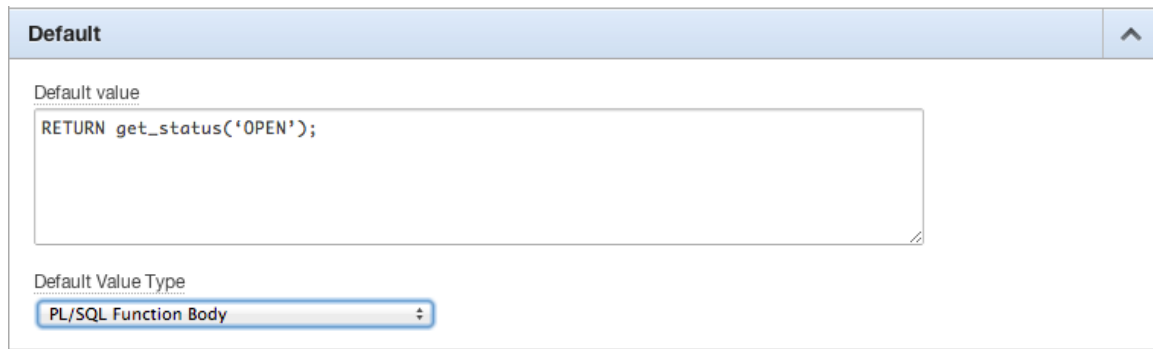 Default
Default value
RETURN get_status(‘OPEN’);
Default Value Type
PL/SQL Function Body